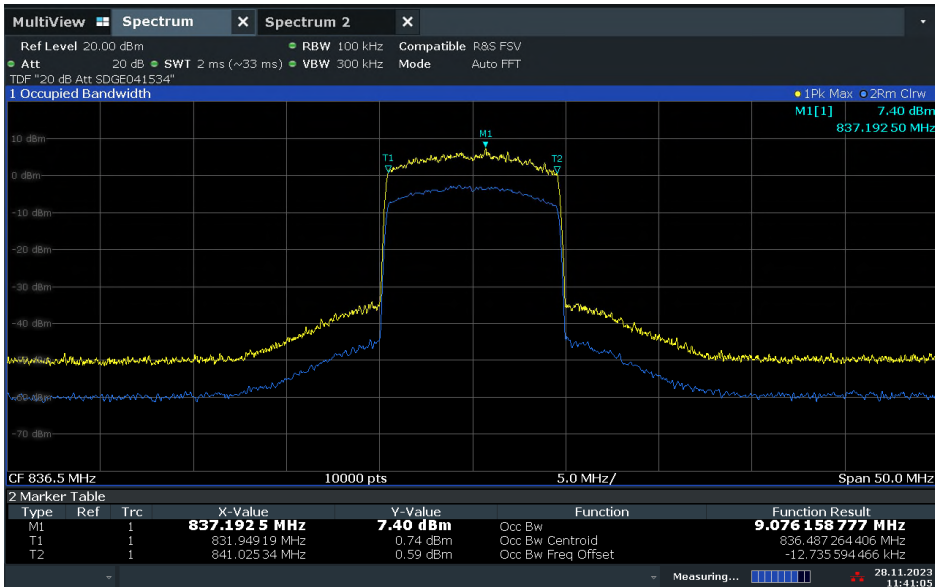 MultiView Spectrum X Spectrum 2 X
Ref Level 20.00 dBm RBW 100 kHz Compatible R&S FSV
Att 20 dB SWT 2 ms (~33 ms) VBW 300 kHz Mode Auto FFT
TDF "20 dB Att SDGE041534"
1 Occupied Bandwidth 1Pk Max 2Rm Clrw
M1[1] 7.40 dBm
837.192 50 MHz
M1
10 dBm
T1 T2
0 dBm
-10 dBm
-20 dBm
-30 dBm
-40 dBm
-60 dBm
-70 dBm
CF 836.5 MHz 10000 pts 5.0 MHz/ Span 50.0 MHz
2 Marker Table
Type Ref Trc X-Value Y-Value Function Function Result
M1 1 837.192 5 MHz 7.40 dBm Occ Bw 9.076 158 777 MHz
T1 1 831.949 19 MHz 0.74 dBm Occ Bw Centroid 836.487 264 406 MHz
T2 1 841.025 34 MHz 0.59 dBm Occ Bw Freq Offset -12.735 594 466 kHz
Measuring... 28.11.2023
11:41:05